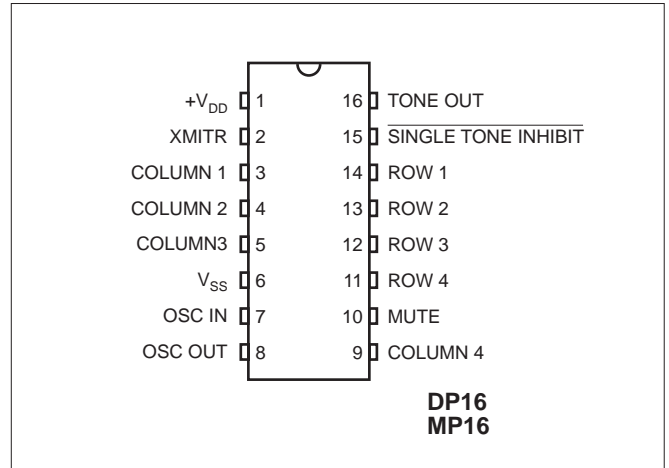 +VDD 1 16 TONE OUT
XMITR 2 15 SINGLE TONE INHIBIT
COLUMN 1 3 14 ROW 1
COLUMN 2 4 13 ROW 2
COLUMN3 5 12 ROW 3
VSS 6 11 ROW 4
OSC IN 7 10 MUTE
OSC OUT 8 9 COLUMN 4
DP16
MP16